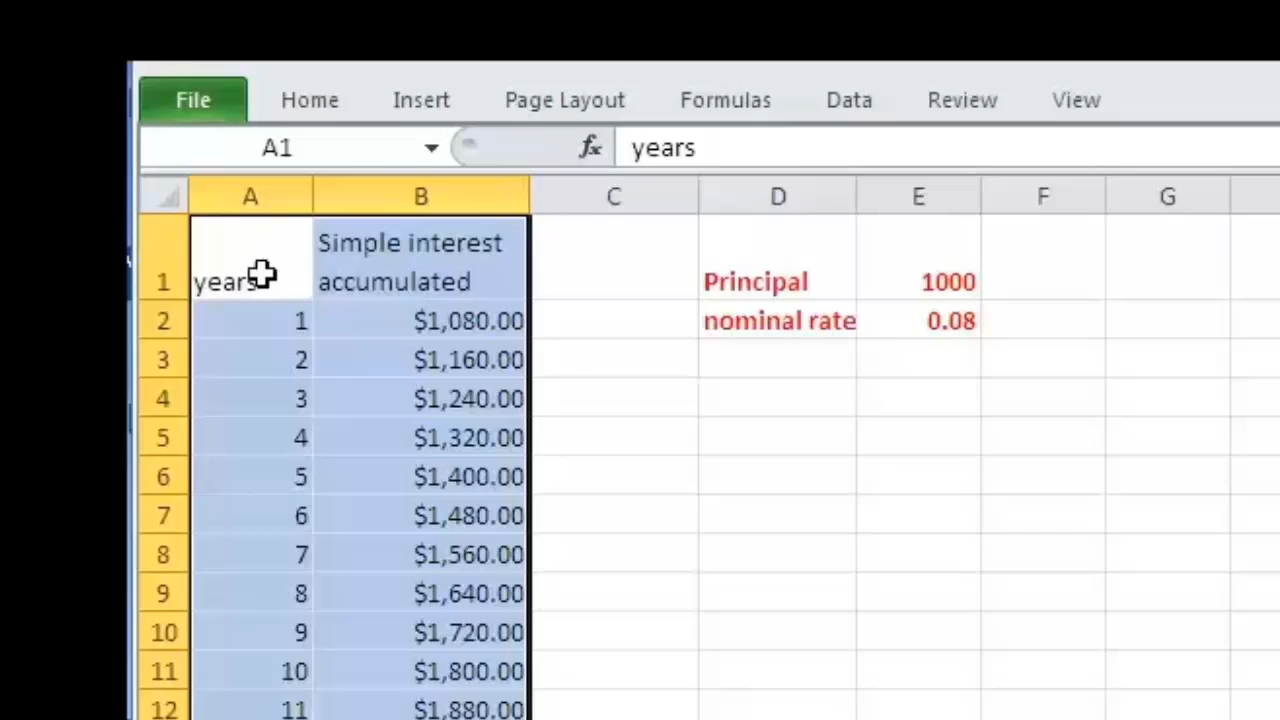 File Home Insert Page Layout Formulas Data Review View
A1 fx years
A B C D E F G
Simple interest
1 years accumulated Principal 1000
2 1 $1,080.00 nominal rate 0.08
3 2 $1,160.00
4 3 $1,240.00
5 4 $1,320.00
6 5 $1,400.00
7 6 $1,480.00
8 7 $1,560.00
9 8 $1,640.00
10 9 $1,720.00
11 10 $1,800.00
12 11 $1,880.00